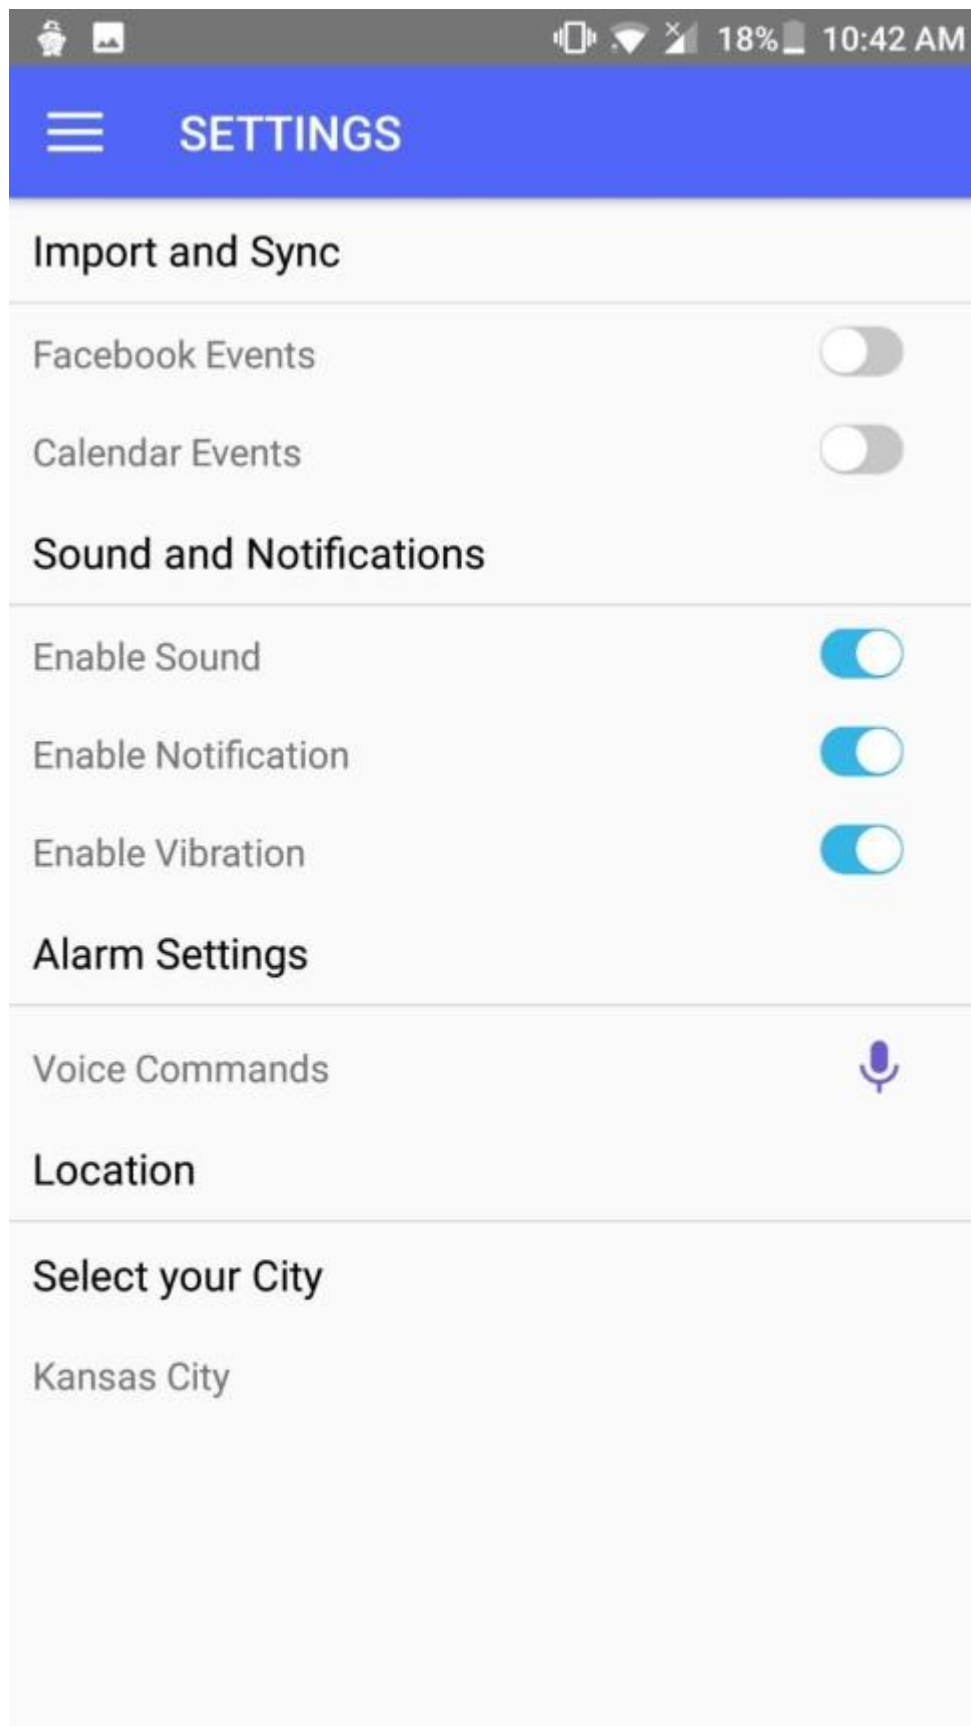 18% 10:42 AM
SETTINGS
Import and Sync
Facebook Events
Calendar Events
Sound and Notifications
Enable Sound
Enable Notification
Enable Vibration
Alarm Settings
Voice Commands
Location
Select your City
Kansas City